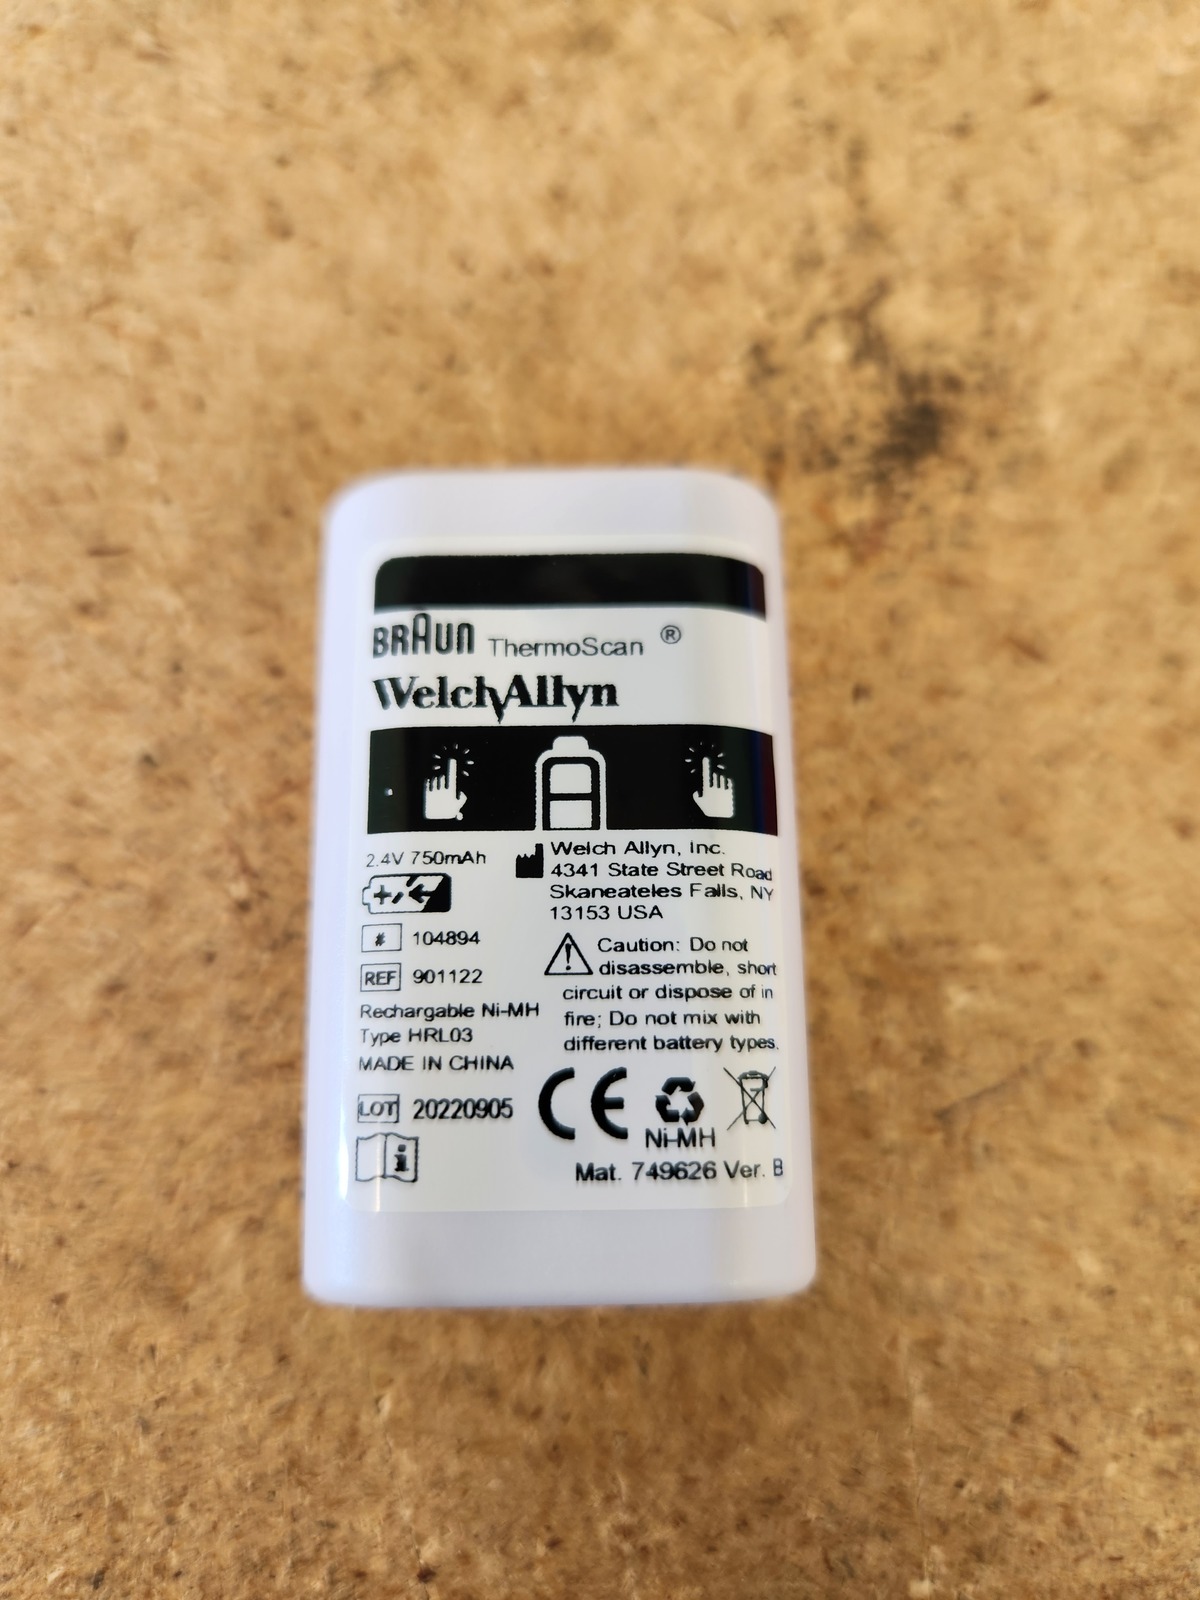 BRAUN ThermoScan ®
WelchAllyn
2.4V 750mAh
# 104894
REF 901122
Rechargable Ni-MH
Type HRL03
MADE IN CHINA
LOT 20220905
i
Welch Allyn, Inc.
4341 State Street Road
Skaneateles Falls, NY
13153 USA
Caution: Do not
disassemble, short
circuit or dispose of in
fire; Do not mix with
different battery types.
CE
Ni-MH
Mat. 749626 Ver. B